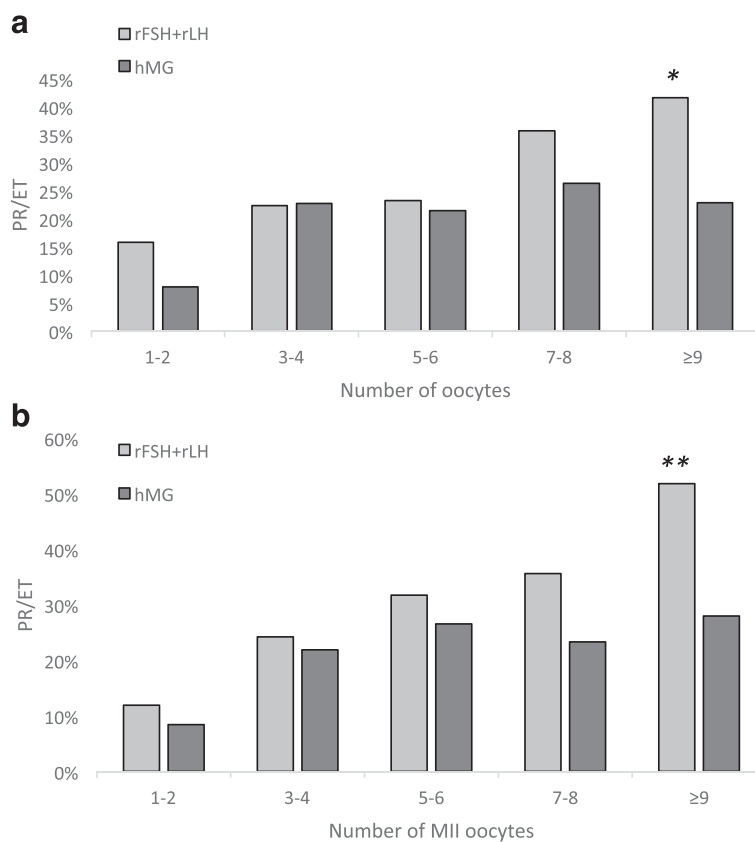 a
rFSH+rLH
hMG
*
45%
40%
35%
30%
25%
20%
15%
10%
5%
0%
PR/ET
1-2 3-4 5-6 7-8 ≥9
Number of oocytes
b
rFSH+rLH
hMG
**
60%
50%
40%
30%
20%
10%
0%
PR/ET
1-2 3-4 5-6 7-8 ≥9
Number of MII oocytes